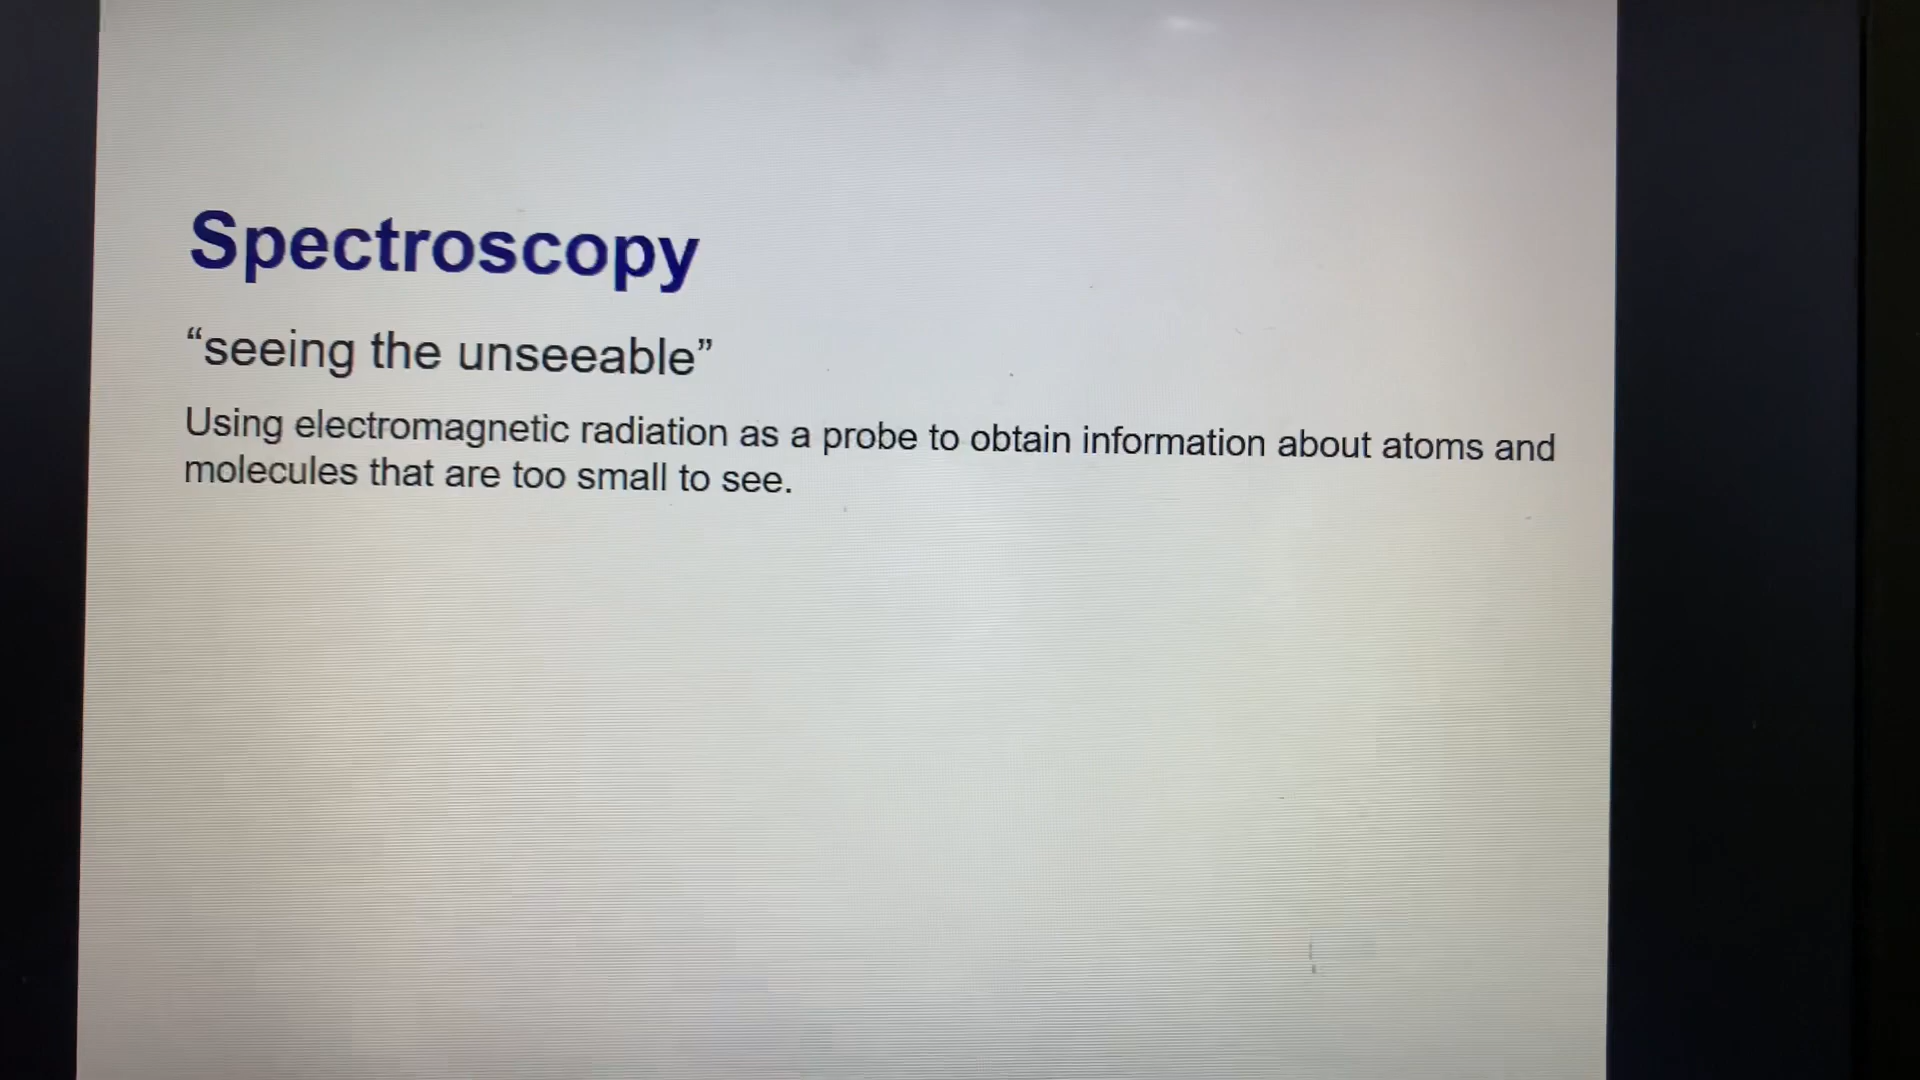 Spectroscopy
“seeing the unseeable”
Using electromagnetic radiation as a probe to obtain information about atoms and
molecules that are too small to see.